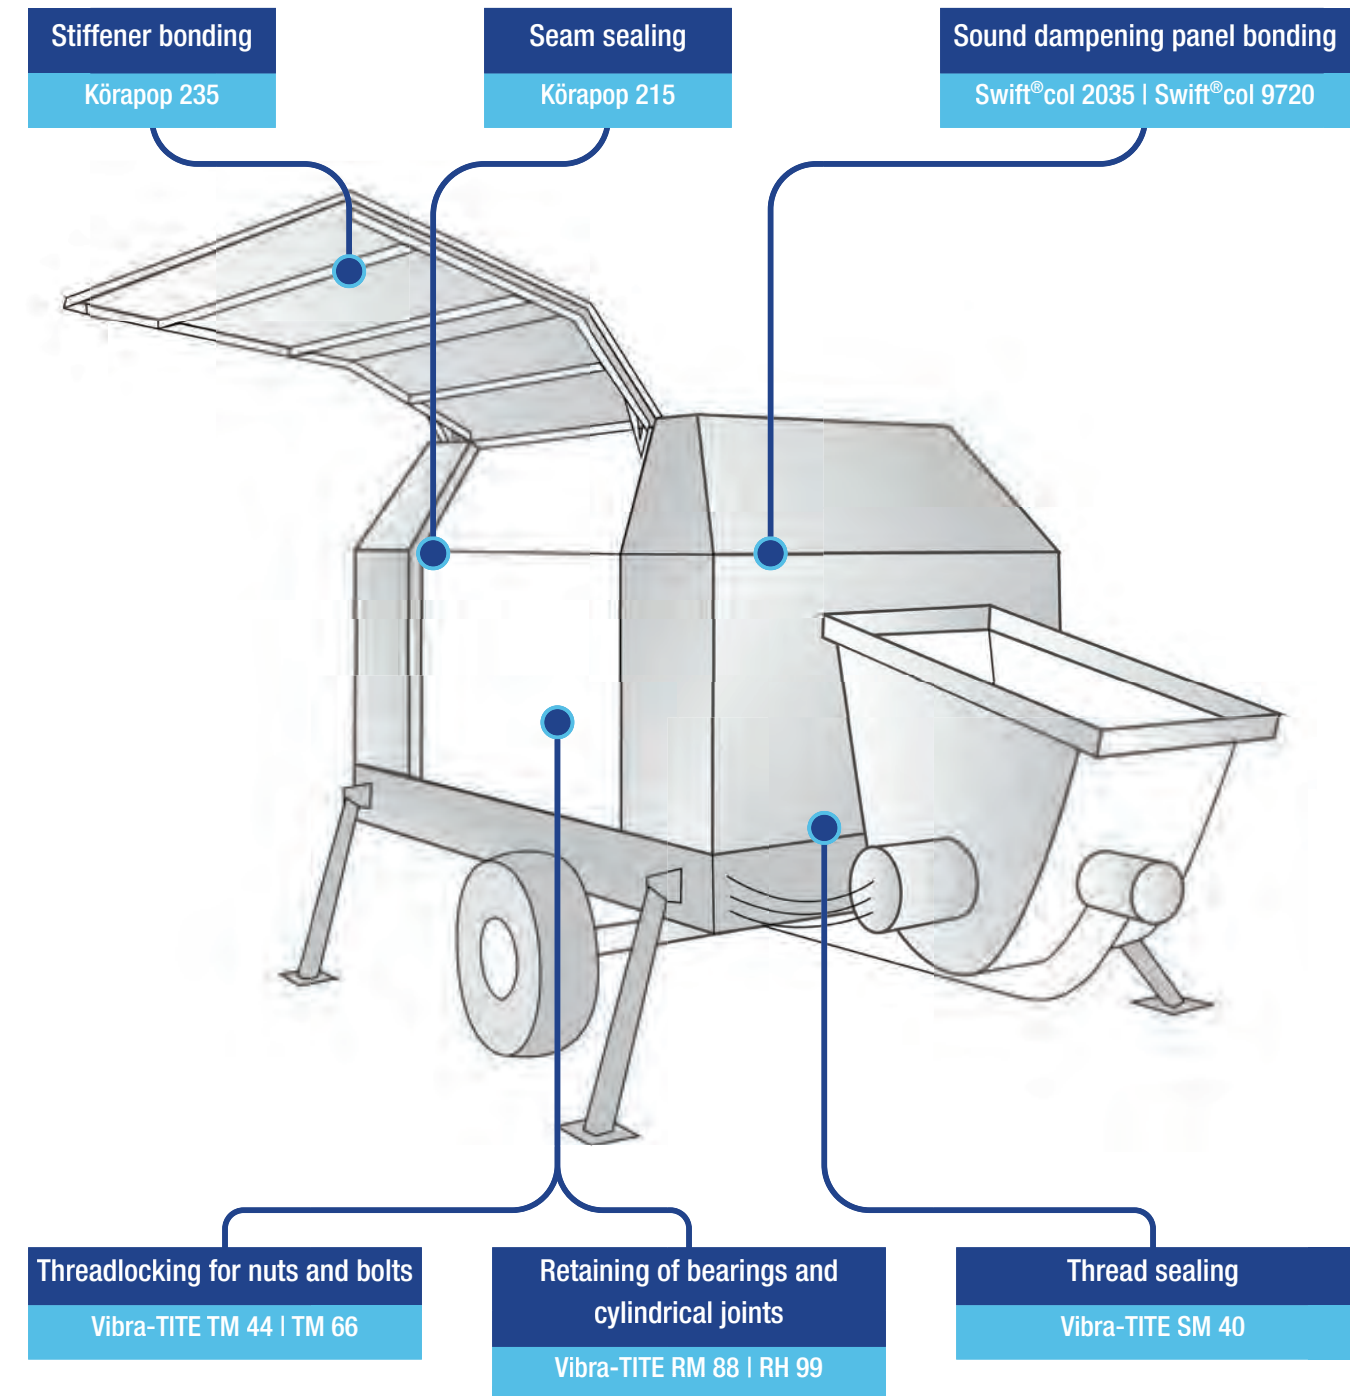 Stiffener bonding
Körapop 235
Seam sealing
Körapop 215
Sound dampening panel bonding
Swift®col 2035 | Swift®col 9720
Threadlocking for nuts and bolts
Vibra-TITE TM 44 | TM 66
Retaining of bearings and
cylindrical joints
Vibra-TITE RM 88 | RH 99
Thread sealing
Vibra-TITE SM 40